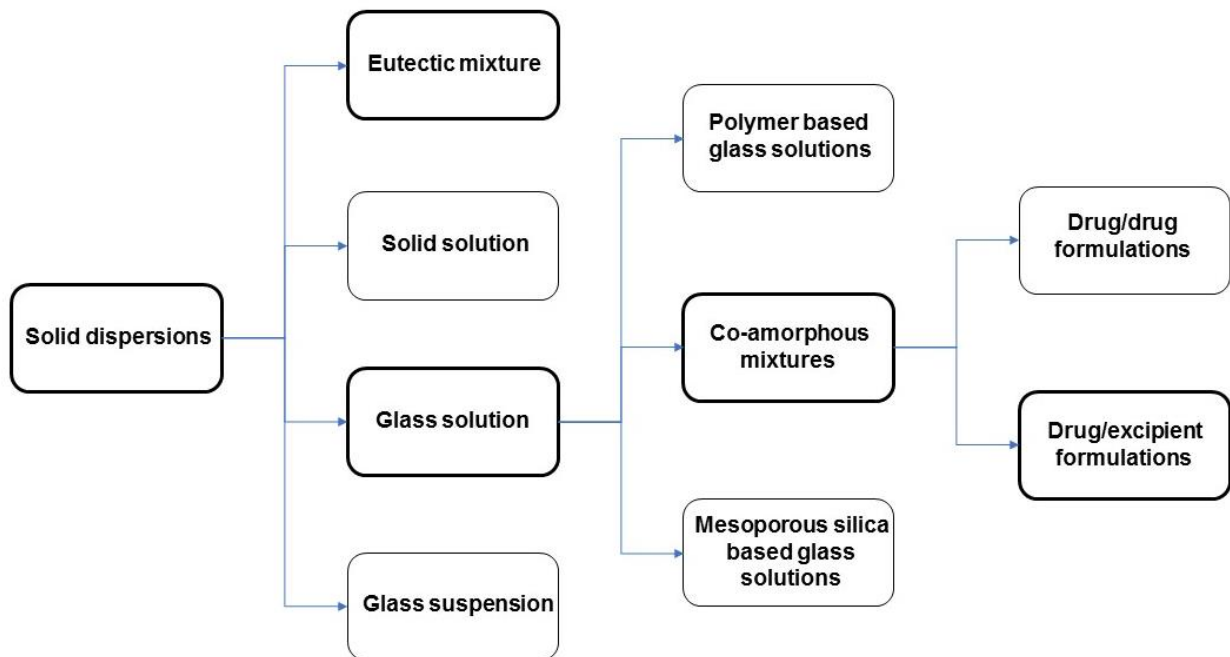 Eutectic mixture
Polymer based
glass solutions
Solid solution
Drug/drug
formulations
Solid dispersions
Co-amorphous
mixtures
Glass solution
Drug/excipient
formulations
Mesoporous silica
based glass
solutions
Glass suspension